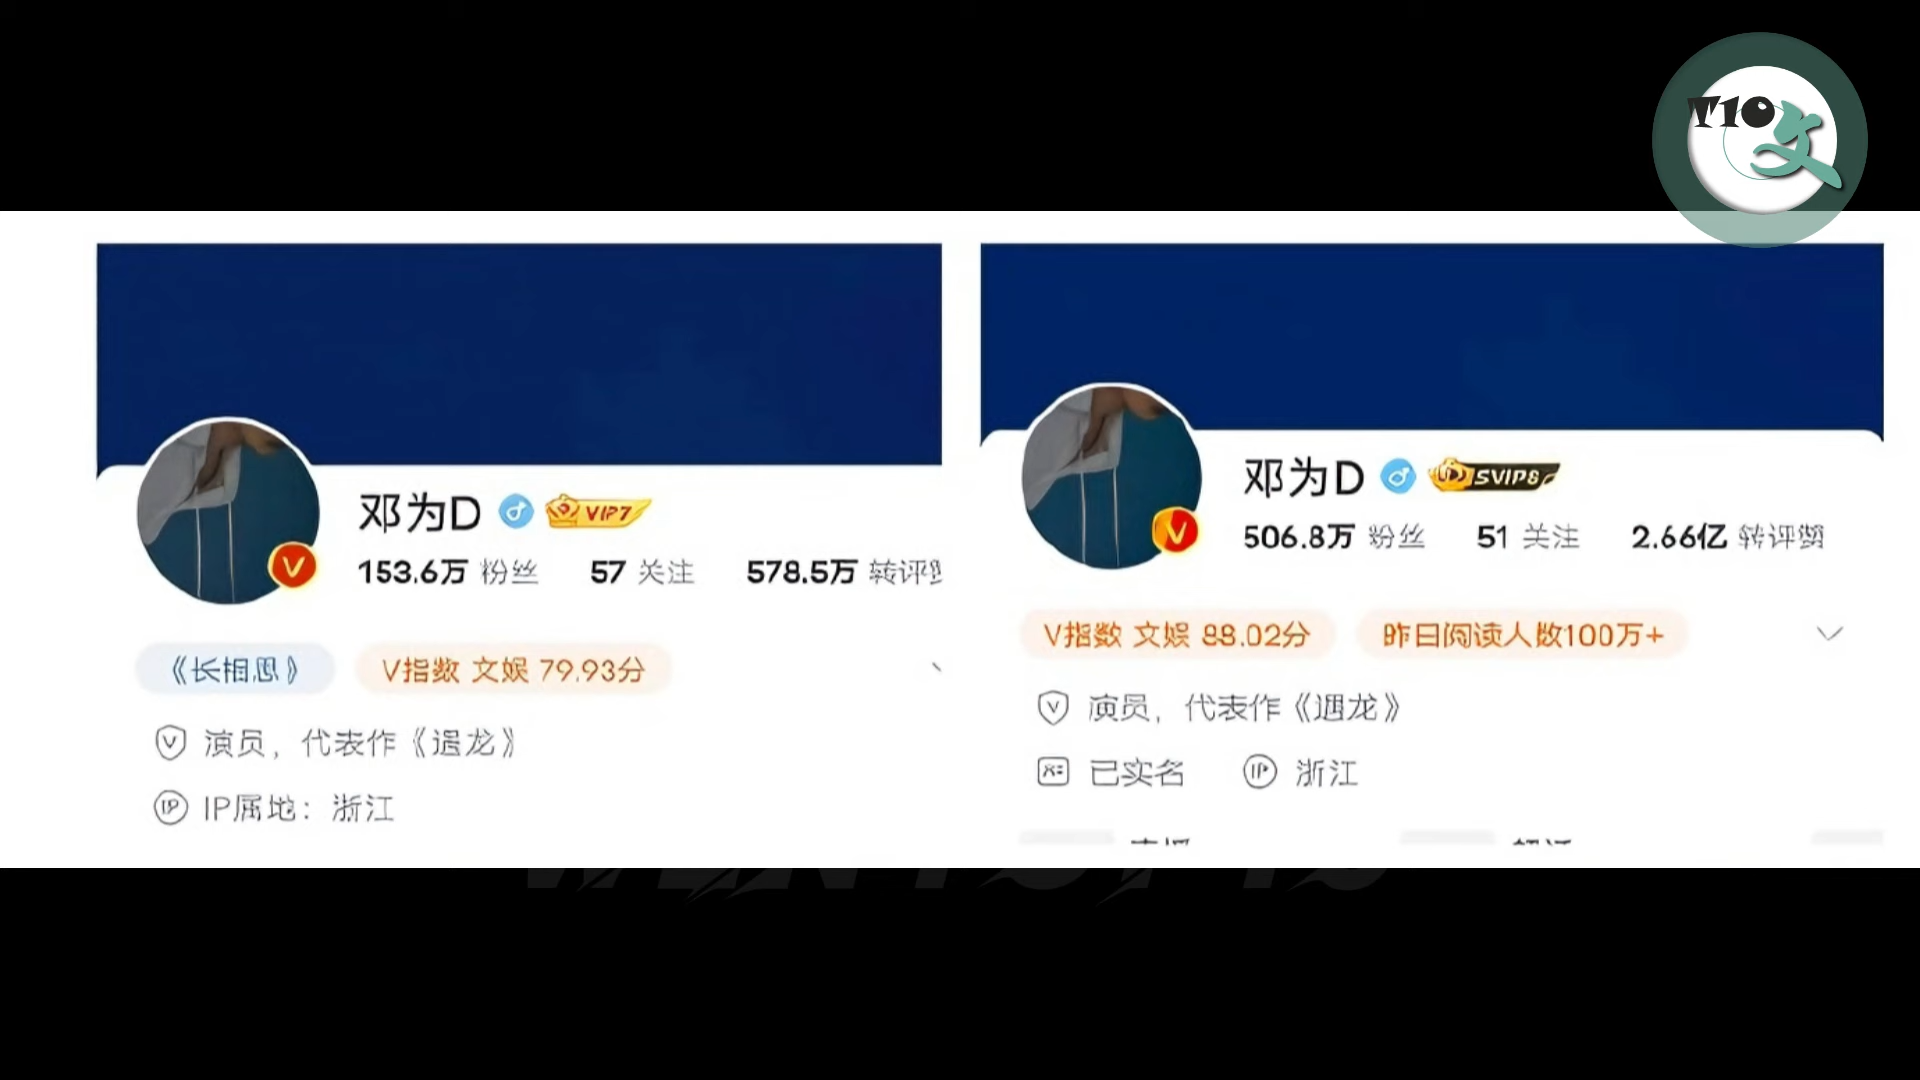 T10文
邓为D VIP7
153.6万 粉丝 57 关注 578.5万 转评
《长相思》 V指数 文娱 79.93分
演员，代表作《遇龙》
IP IP属地：浙江
邓为D SVIP8
506.8万 粉丝 51 关注 2.66亿 转评赞
V指数 文娱 88.02分 昨日阅读人数100万+
演员，代表作《遇龙》
已实名 IP 浙江